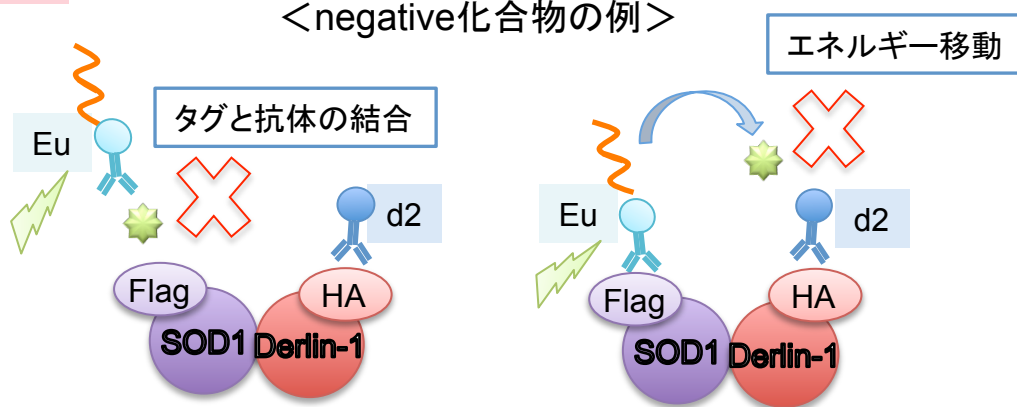 <negative化合物の例>
タグと抗体の結合
Eu
d2
Flag
HA
SOD1
Derlin-1
エネルギー移動
Eu
d2
Flag
HA
SOD1
Derlin-1